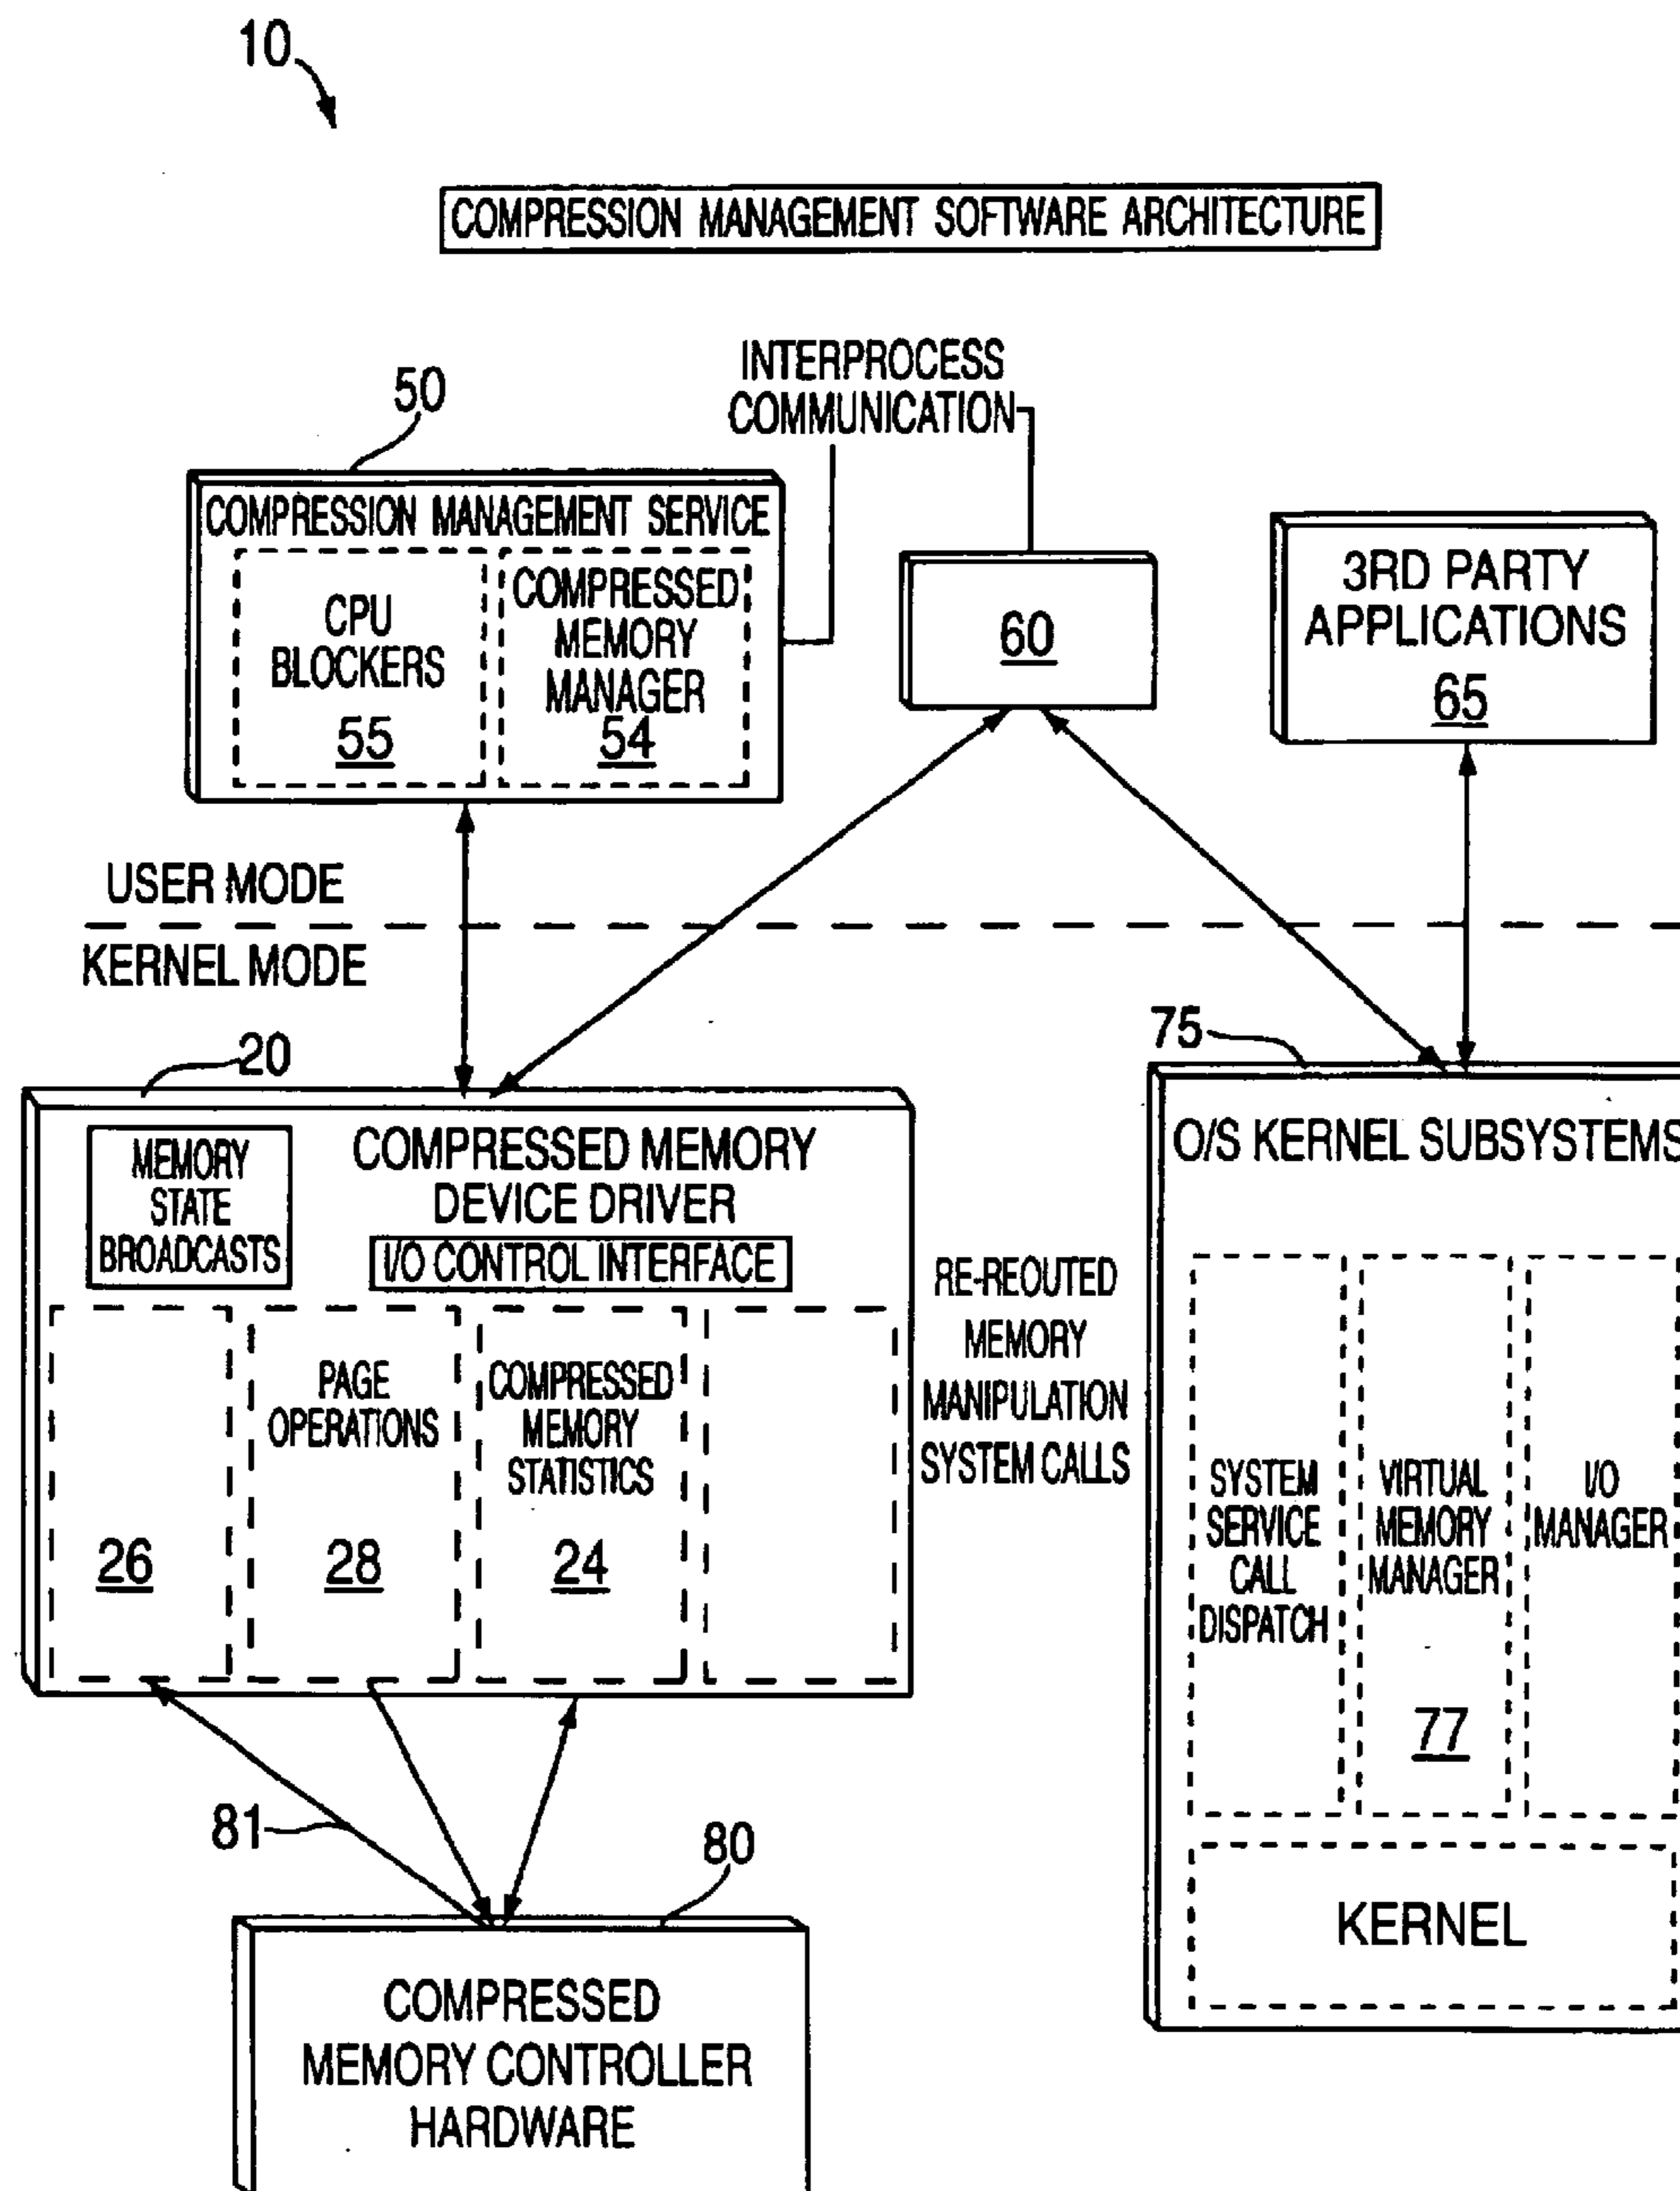 10
COMPRESSION MANAGEMENT SOFTWARE ARCHITECTURE
INTERPROCESS
COMMUNICATION
50
COMPRESSION MANAGEMENT SERVICE
CPU
BLOCKERS
55
COMPRESSED
MEMORY
MANAGER
54
60
3RD PARTY
APPLICATIONS
65
USER MODE
KERNEL MODE
20
MEMORY
STATE
BROADCASTS
COMPRESSED MEMORY
DEVICE DRIVER
I/O CONTROL INTERFACE
26
PAGE
OPERATIONS
28
COMPRESSED
MEMORY
STATISTICS
24
RE-REOUTED
MEMORY
MANIPULATION
SYSTEM CALLS
75
O/S KERNEL SUBSYSTEMS
SYSTEM
SERVICE
CALL
DISPATCH
VIRTUAL
MEMORY
MANAGER
77
I/O
MANAGER
KERNEL
81
80
COMPRESSED
MEMORY CONTROLLER
HARDWARE